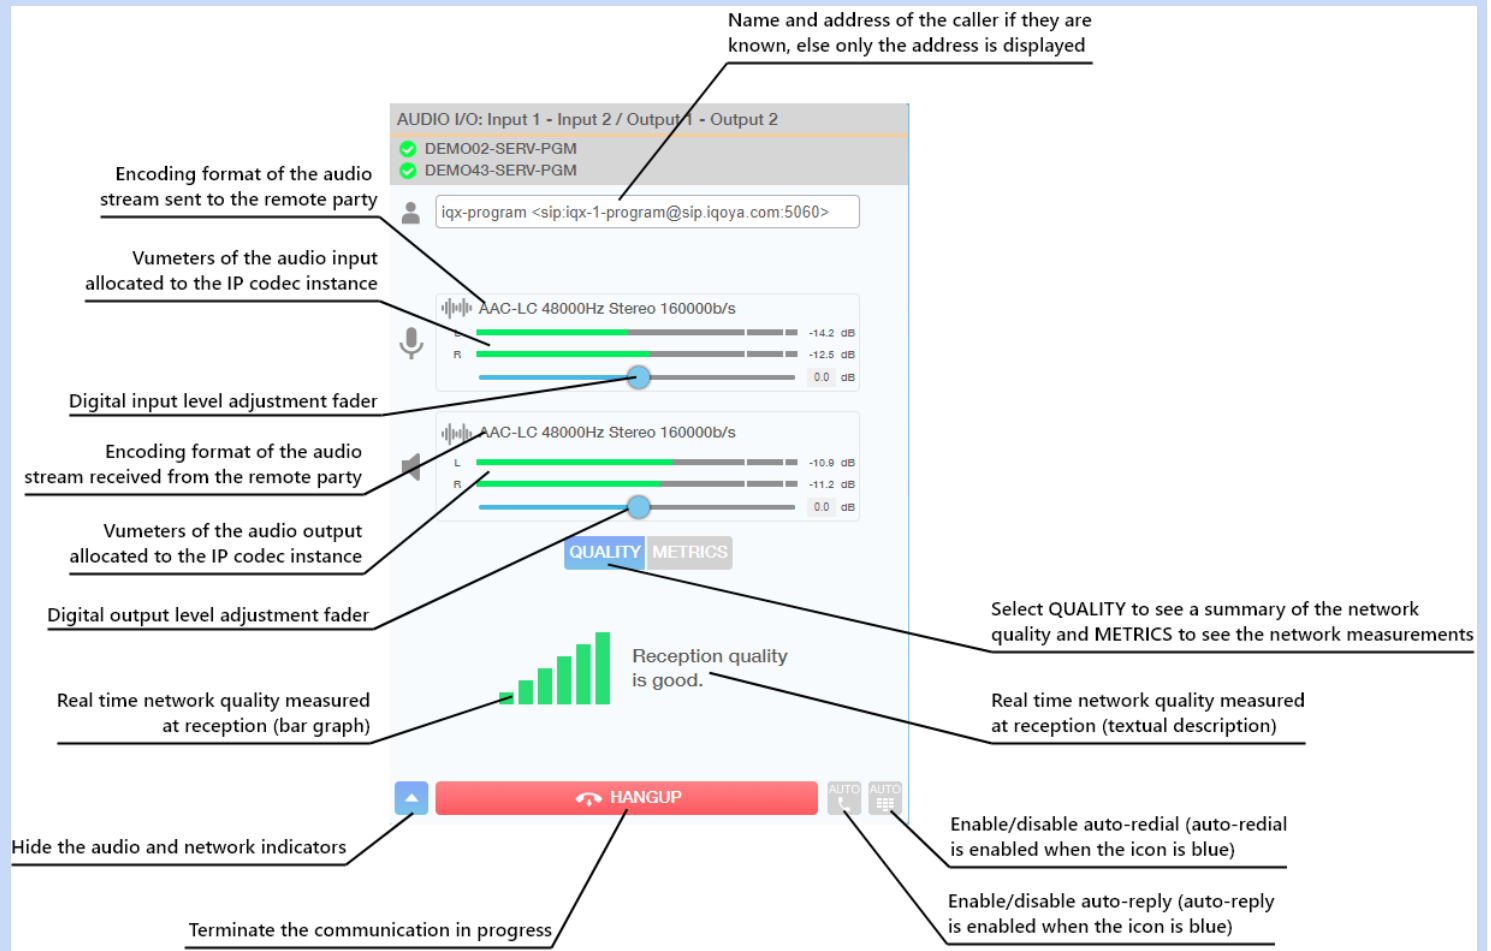 Name and address of the caller if they are
known, else only the address is displayed
AUDIO I/O: Input 1 - Input 2 / Output 1 - Output 2
DEMO02-SERV-PGM
DEMO43-SERV-PGM
Encoding format of the audio
stream sent to the remote party
iqx-program <sip:iqx-1-program@sip.iqoya.com:5060>
Vumeters of the audio input
allocated to the IP codec instance
AAC-LC 48000Hz Stereo 160000b/s
L -14.2 dB
R -12.5 dB
0.0 dB
Digital input level adjustment fader
AAC-LC 48000Hz Stereo 160000b/s
Encoding format of the audio
stream received from the remote party
L -10.9 dB
R -11.2 dB
0.0 dB
Vumeters of the audio output
allocated to the IP codec instance
QUALITY METRICS
Digital output level adjustment fader
Select QUALITY to see a summary of the network
quality and METRICS to see the network measurements
Reception quality
is good.
Real time network quality measured
at reception (bar graph)
Real time network quality measured
at reception (textual description)
HANGUP
AUTO AUTO
Hide the audio and network indicators
Enable/disable auto-redial (auto-redial
is enabled when the icon is blue)
Enable/disable auto-reply (auto-reply
is enabled when the icon is blue)
Terminate the communication in progress